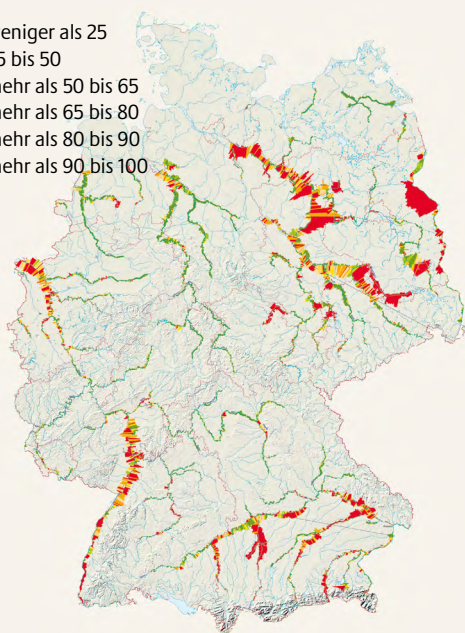 eniger als 25
5 bis 50
ehr als 50 bis 65
ehr als 65 bis 80
ehr als 80 bis 90
ehr als 90 bis 100